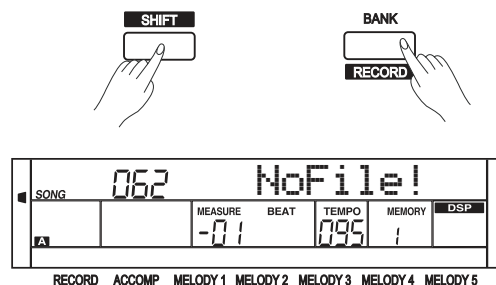 SHIFT
BANK
RECORD
SONG 062 NoFile!
MEASURE BEAT TEMPO MEMORY DSP
A -01 095 1
RECORD ACCOMP MELODY 1 MELODY 2 MELODY 3 MELODY 4 MELODY 5